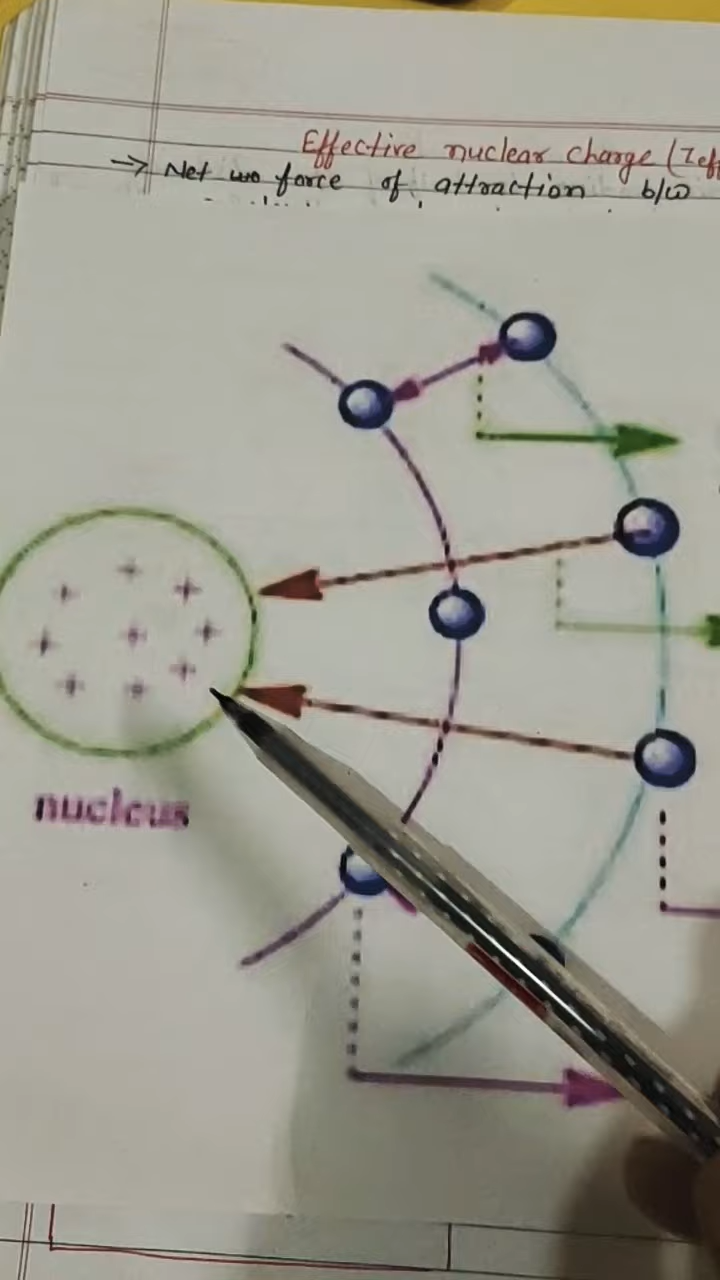 Effective nuclear charge (Zeff
→ Net force of attraction b/w
nucleus